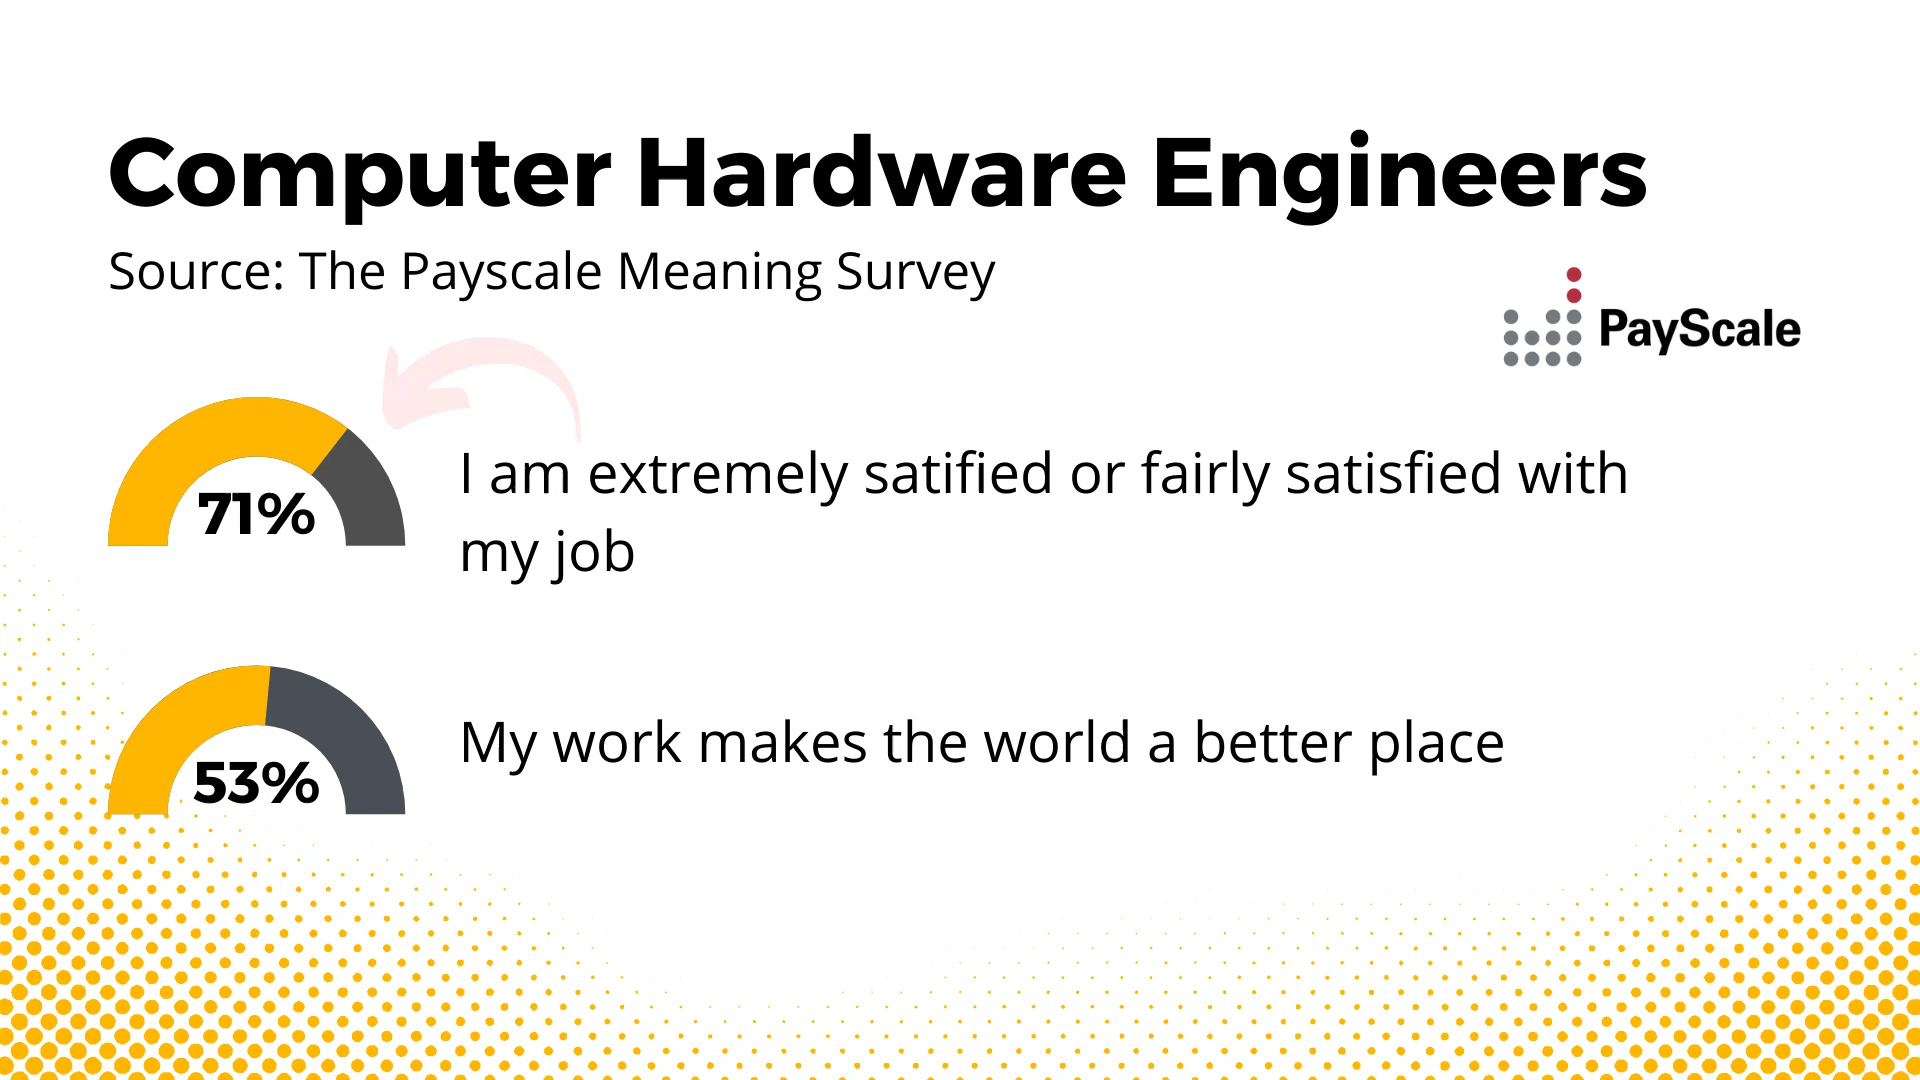 Computer Hardware Engineers
Source: The Payscale Meaning Survey
PayScale
71%
I am extremely satified or fairly satisfied with
my job
53%
My work makes the world a better place